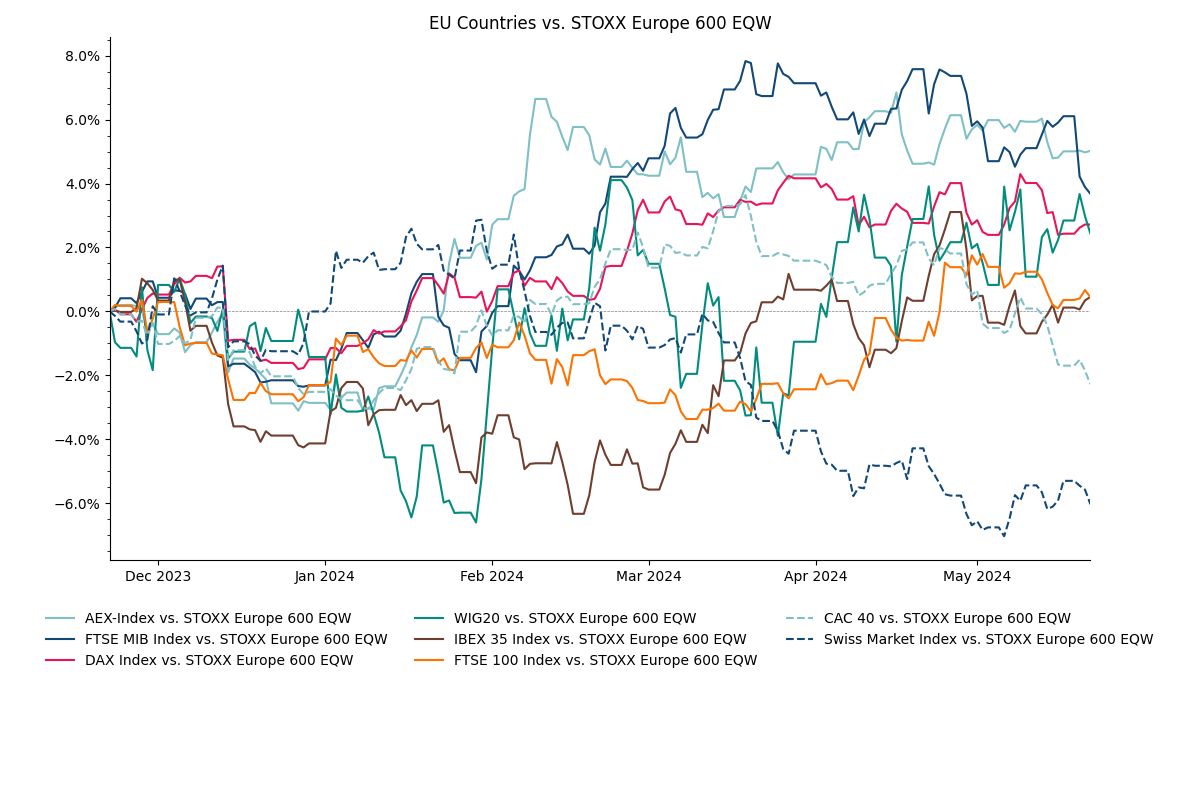 EU Countries vs. STOXX Europe 600 EQW
8.0%
6.0%
4.0%
2.0%
0.0%
−2.0%
−4.0%
−6.0%
Dec 2023 Jan 2024 Feb 2024 Mar 2024 Apr 2024 May 2024
AEX-Index vs. STOXX Europe 600 EQW WIG20 vs. STOXX Europe 600 EQW CAC 40 vs. STOXX Europe 600 EQW
FTSE MIB Index vs. STOXX Europe 600 EQW IBEX 35 Index vs. STOXX Europe 600 EQW Swiss Market Index vs. STOXX Europe 600 EQW
DAX Index vs. STOXX Europe 600 EQW FTSE 100 Index vs. STOXX Europe 600 EQW